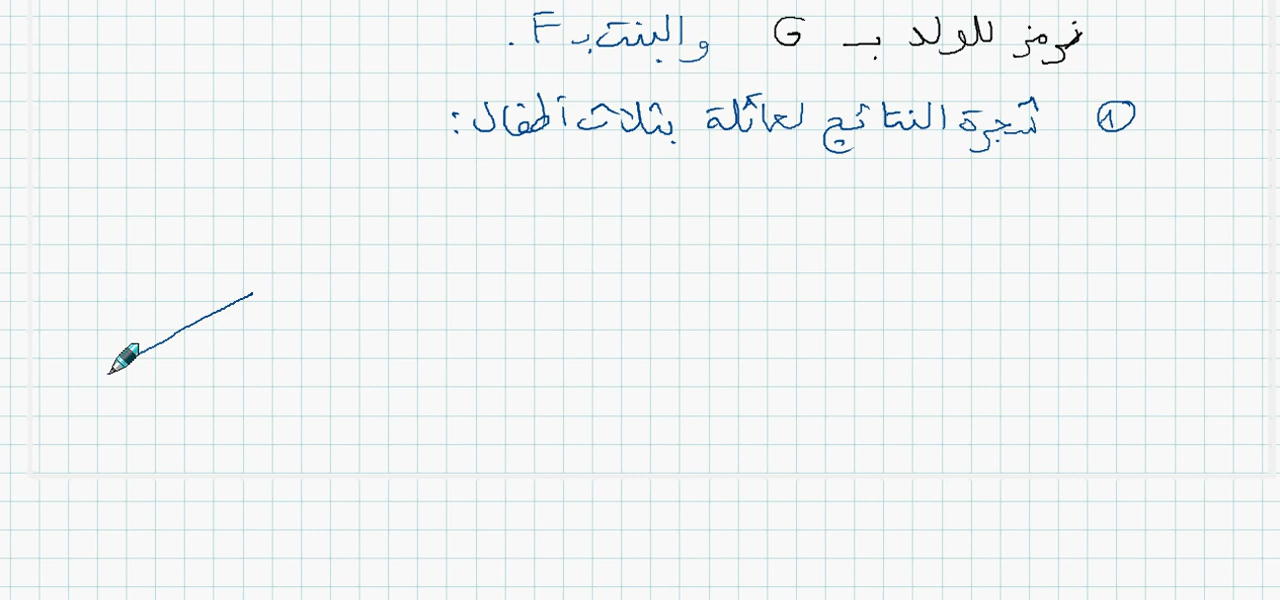 نرمز للولد بـ G والبنت بـ F .
① شجرة النتائج لعائلة بثلاث أطفال :